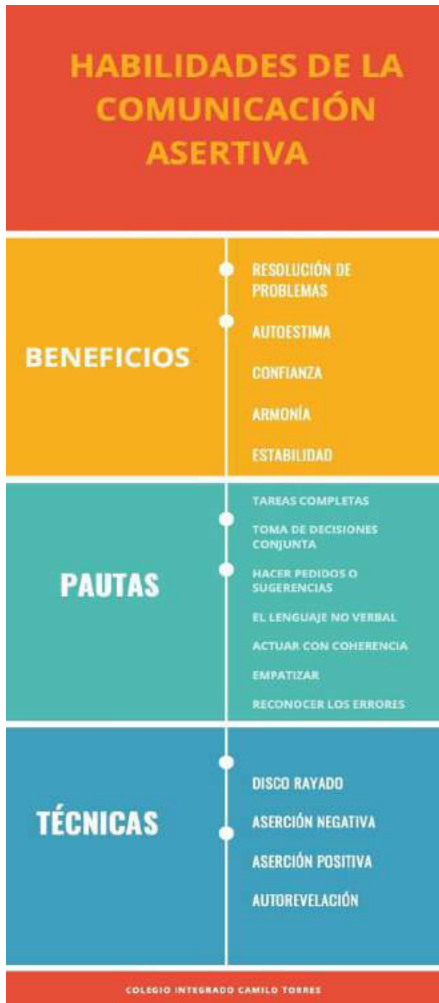 HABILIDADES DE LA
COMUNICACIÓN
ASERTIVA
BENEFICIOS
RESOLUCIÓN DE
PROBLEMAS
AUTOESTIMA
CONFIANZA
ARMONÍA
ESTABILIDAD
PAUTAS
TAREAS COMPLETAS
TOMA DE DECISIONES
CONJUNTA
HACER PEDIDOS O
SUGERENCIAS
EL LENGUAJE NO VERBAL
ACTUAR CON COHERENCIA
EMPATIZAR
RECONOCER LOS ERRORES
TÉCNICAS
DISCO RAYADO
ASERCIÓN NEGATIVA
ASERCIÓN POSITIVA
AUTOREVELACIÓN
COLEGIO INTEGRADO CAMILO TORRES